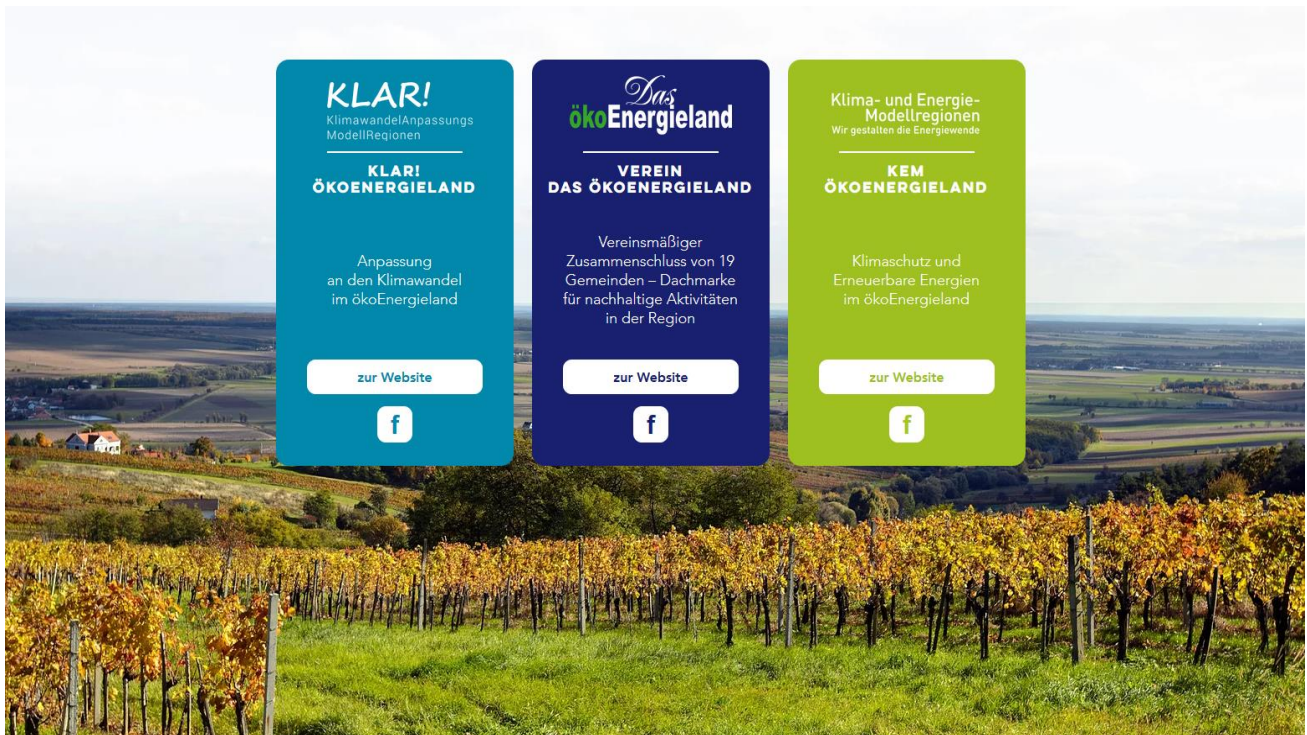 KLAR!
KlimawandelAnpassungs
ModellRegionen
KLAR!
ÖKOENERGIELAND
Anpassung
an den Klimawandel
im ökoEnergieland
zur Website
f
Das
ökoEnergieland
VEREIN
DAS ÖKOENERGIELAND
Vereinsmäßiger
Zusammenschluss von 19
Gemeinden – Dachmarke
für nachhaltige Aktivitäten
in der Region
zur Website
f
Klima- und Energie-
Modellregionen
Wir gestalten die Energiewende
KEM
ÖKOENERGIELAND
Klimaschutz und
Erneuerbare Energien
im ökoEnergieland
zur Website
f